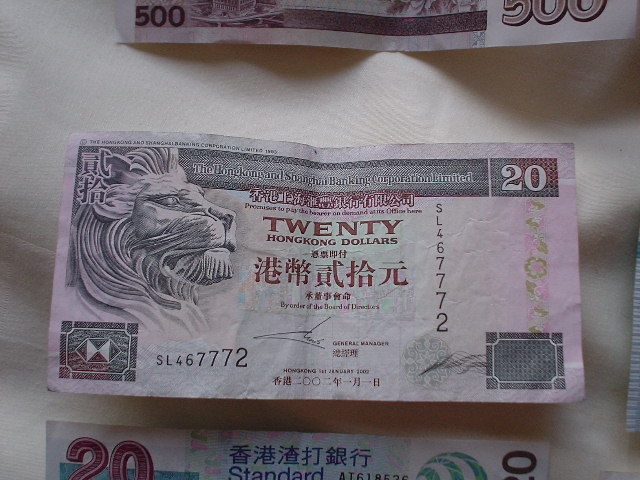 500
500
© THE HONGKONG AND SHANGHAI BANKING CORPORATION LIMITED 1993
貳拾
The Hongkong and Shanghai Banking Corporation Limited
20
香港上海滙豐銀行有限公司
Promises to pay the bearer on demand at its Office here
SL467772
TWENTY
HONGKONG DOLLARS
憑票即付
港幣貳拾元
承董事會命
By order of the Board of Directors
GENERAL MANAGER
總經理
SL467772
HONGKONG 1ST JANUARY 2002
香港二〇〇二年一月一日
20
香港渣打銀行
Standard
AT618536
20